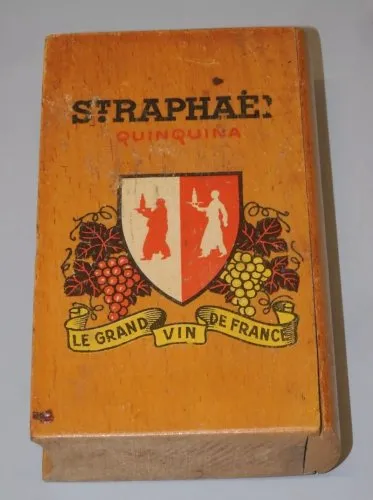 ST RAPHAËL
QUINQUINA
LE GRAND VIN DE FRANCE